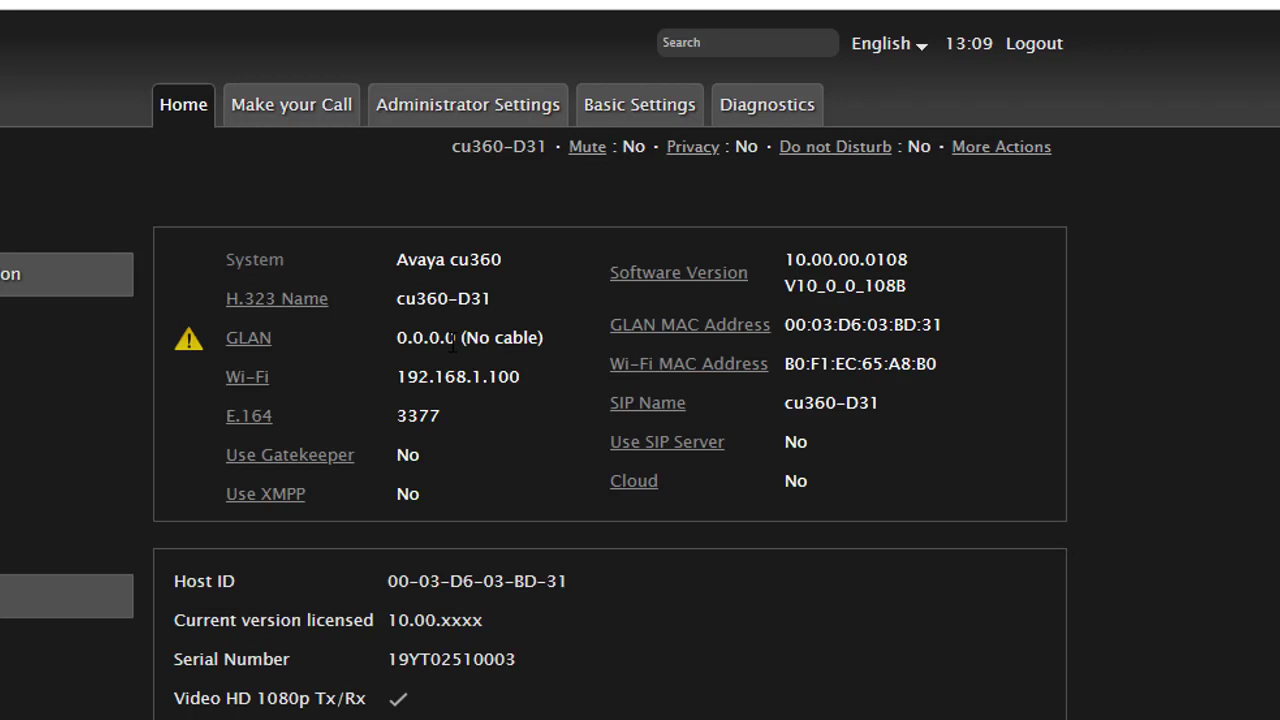 Search English 13:09 Logout
Home Make your Call Administrator Settings Basic Settings Diagnostics
cu360-D31 · Mute : No · Privacy : No · Do not Disturb : No · More Actions
on
System Avaya cu360
H.323 Name cu360-D31
GLAN 0.0.0.0 (No cable)
Wi-Fi 192.168.1.100
E.164 3377
Use Gatekeeper No
Use XMPP No
Software Version 10.00.00.0108
V10_0_0_108B
GLAN MAC Address 00:03:D6:03:BD:31
Wi-Fi MAC Address B0:F1:EC:65:A8:B0
SIP Name cu360-D31
Use SIP Server No
Cloud No
Host ID 00-03-D6-03-BD-31
Current version licensed 10.00.xxxx
Serial Number 19YT02510003
Video HD 1080p Tx/Rx